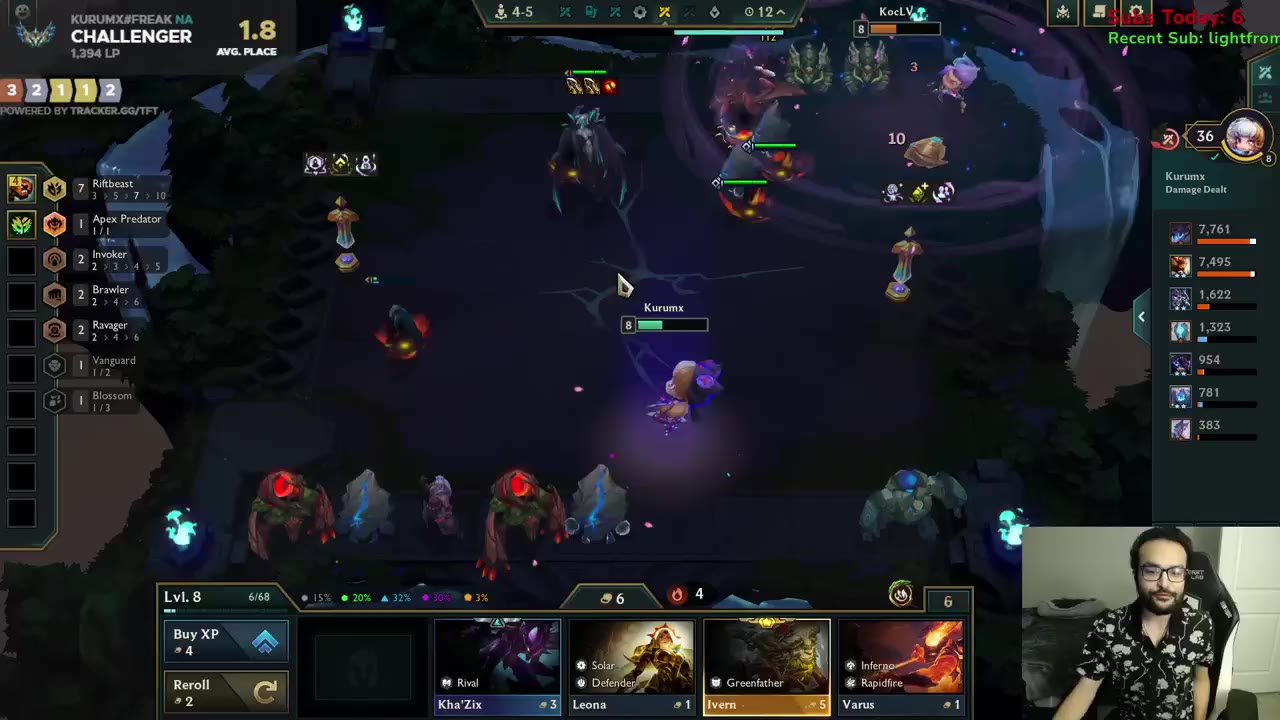 KURUMX#FREAK NA
CHALLENGER
1,394 LP
1.8
AVG. PLACE
3 2 1 1 2
POWERED BY TRACKER.GG/TFT
4-5
12
KocLV
8
Subs Today: 6
Recent Sub: lightfrom
3
10
36
8
Kurumx
Damage Dealt
7,761
7,495
1,622
1,323
954
781
383
7 Riftbeast
3 > 5 > 7 > 10
1 Apex Predator
1 / 1
2 Invoker
2 > 3 > 4 > 5
2 Brawler
2 > 4 > 6
2 Ravager
2 > 4 > 6
1 Vanguard
1 / 2
1 Blossom
1 / 3
Kurumx
8
Lvl. 8
6/68
15% 20% 32% 30% 3%
6
4
6
Buy XP
4
Reroll
2
Rival
Kha'Zix 3
Solar
Defender
Leona 1
Greenfather
Ivern 5
Inferno
Rapidfire
Varus 1